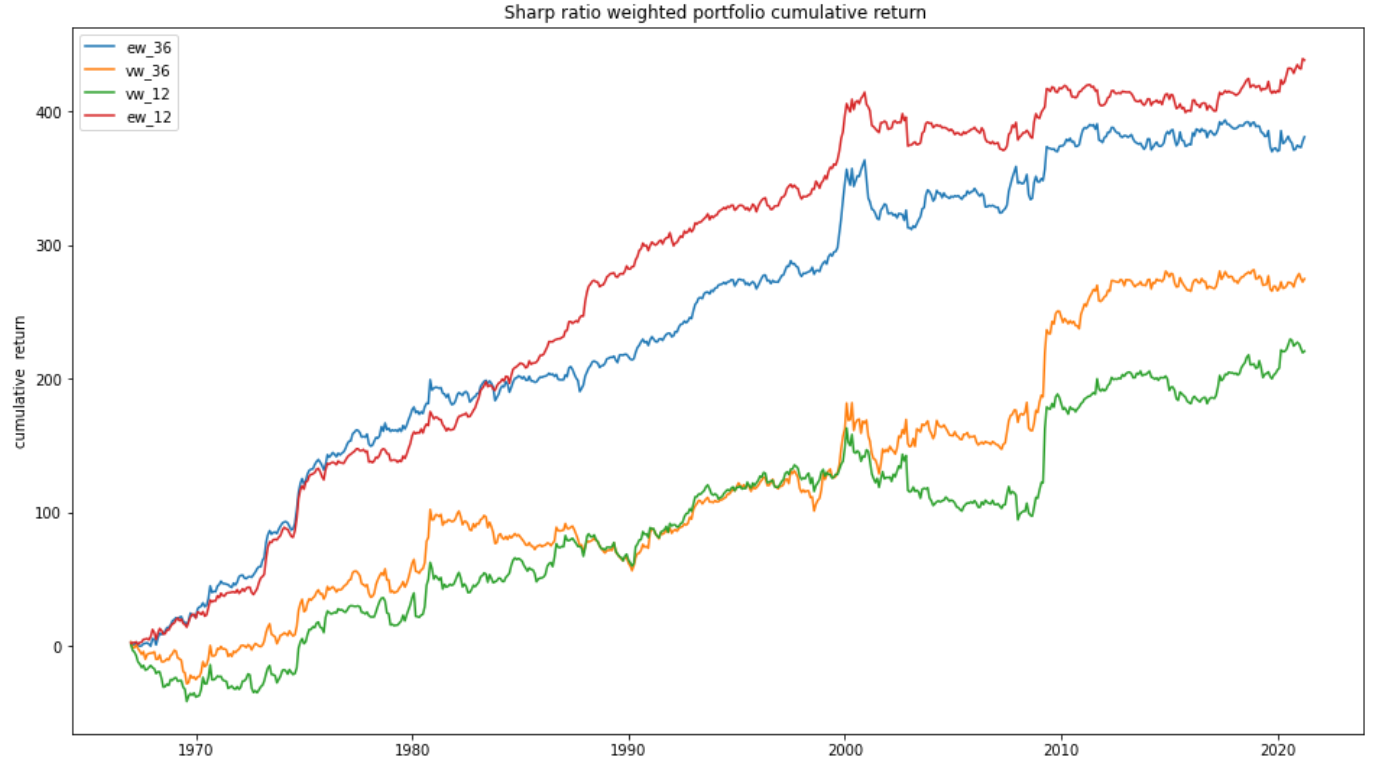 Sharp ratio weighted portfolio cumulative return
ew_36
vw_36
vw_12
ew_12
cumulative return
400
300
200
100
0
1970 1980 1990 2000 2010 2020